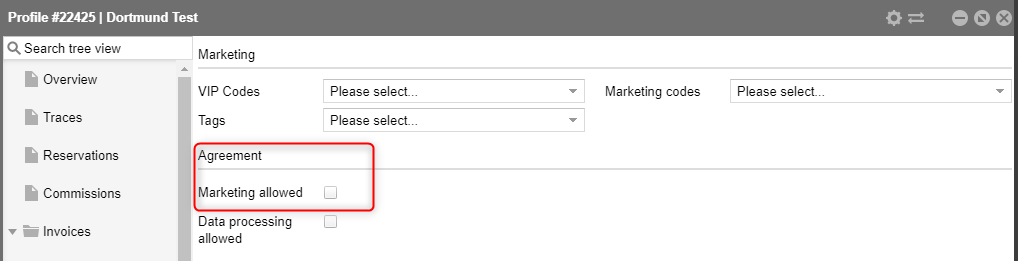 Profile #22425 | Dortmund Test
Search tree view
Overview
Traces
Reservations
Commissions
Invoices
Marketing
VIP Codes Please select... Marketing codes Please select...
Tags Please select...
Agreement
Marketing allowed
Data processing
allowed